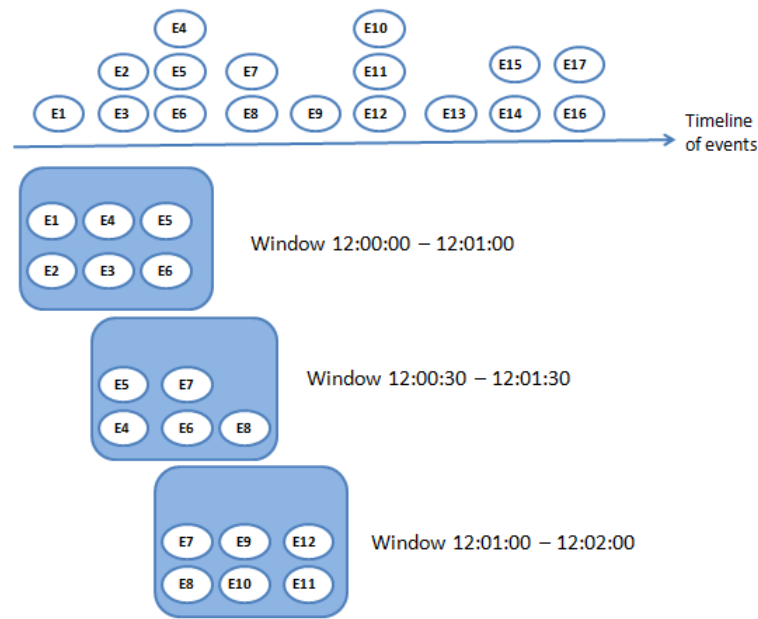 E4 E10
E2 E5 E7 E11 E15 E17
E1 E3 E6 E8 E9 E12 E13 E14 E16
Timeline
of events
E1 E4 E5
E2 E3 E6
Window 12:00:00 – 12:01:00
E5 E7
E4 E6 E8
Window 12:00:30 – 12:01:30
E7 E9 E12
E8 E10 E11
Window 12:01:00 – 12:02:00